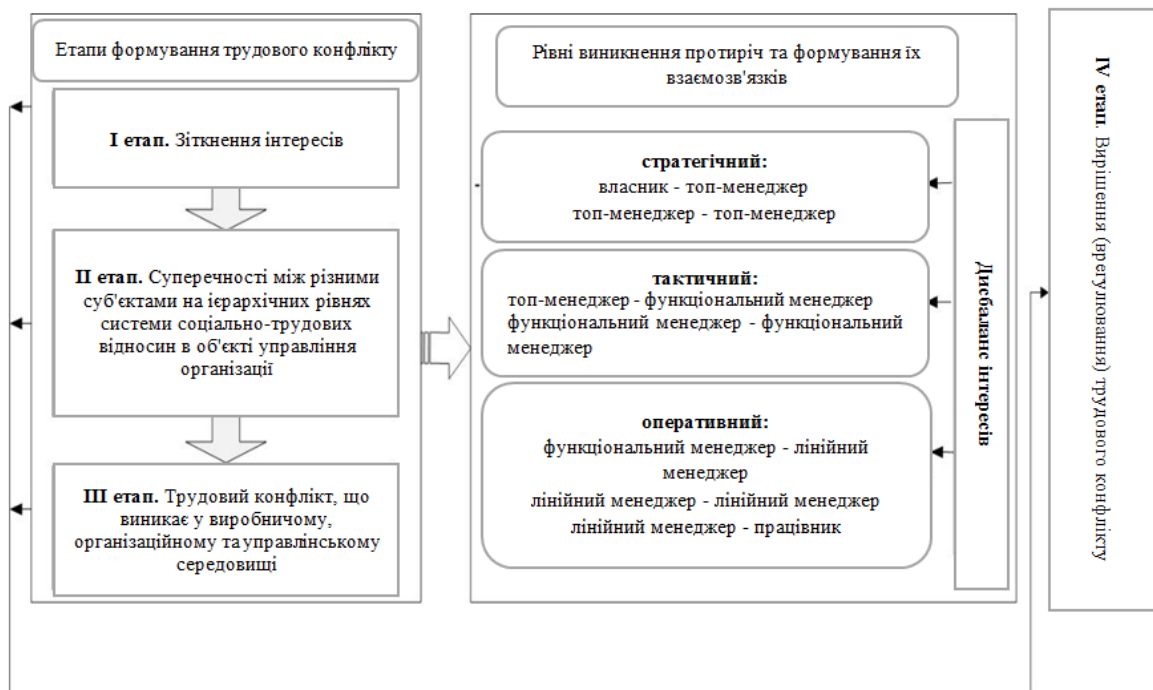 Етапи формування трудового конфлікту
І етап. Зіткнення інтересів
ІІ етап. Суперечності між різними
суб'єктами на ієрархічних рівнях
системи соціально-трудових
відносин в об'єкті управління
організації
ІІІ етап. Трудовий конфлікт, що
виникає у виробничому,
організаційному та управлінському
середовищі
Рівні виникнення протиріч та формування їх
взаємозв'язків
стратегічний:
власник - топ-менеджер
топ-менеджер - топ-менеджер
тактичний:
топ-менеджер - функціональний менеджер
функціональний менеджер - функціональний
менеджер
оперативний:
функціональний менеджер - лінійний
менеджер
лінійний менеджер - лінійний менеджер
лінійний менеджер - працівник
Дисбаланс інтересів
IV етап. Вирішення (врегулювання) трудового конфлікту